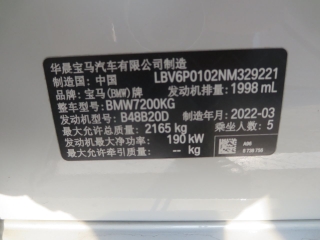 华晨宝马汽车有限公司制造
制造国：中国 LBV6P0102NM329221
品牌：宝马(BMW)牌 发动机排量：1998 mL
整车型号：BMW7200KG
发动机型号：B48B20D 制造年月：2022-03
最大允许总质量：2165 kg 乘坐人数：5
发动机最大净功率：190 kW
最大允许牵引质量：-- kg